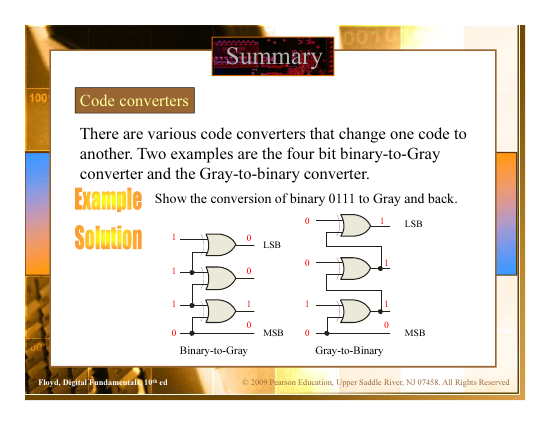 Summary
Code converters
There are various code converters that change one code to
another. Two examples are the four bit binary-to-Gray
converter and the Gray-to-binary converter.
Example
Show the conversion of binary 0111 to Gray and back.
Solution
1 0 LSB
1 0
1 1
0 0 MSB
Binary-to-Gray
0 1 LSB
0 1
1 1
0 0 MSB
Gray-to-Binary
Floyd, Digital Fundamentals, 10th ed
© 2009 Pearson Education, Upper Saddle River, NJ 07458. All Rights Reserved